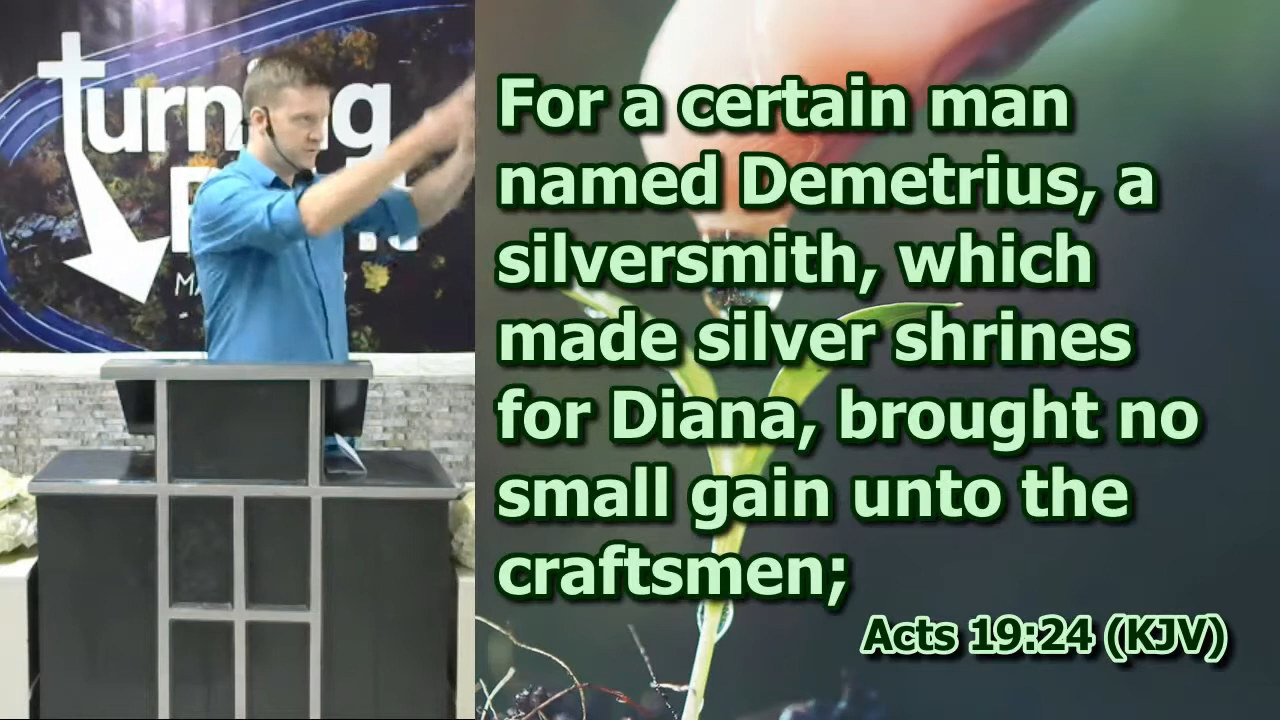 turning
For a certain man
named Demetrius, a
silversmith, which
made silver shrines
for Diana, brought no
small gain unto the
craftsmen;
Acts 19:24 (KJV)